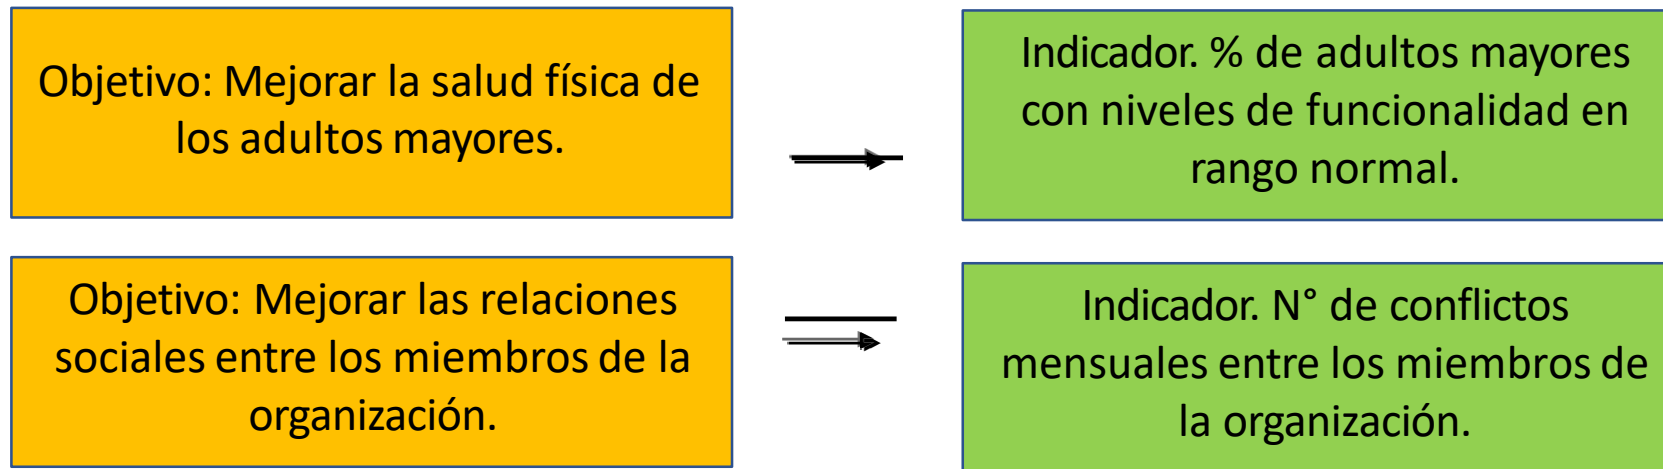 Objetivo: Mejorar la salud física de
los adultos mayores.
Indicador. % de adultos mayores
con niveles de funcionalidad en
rango normal.
Objetivo: Mejorar las relaciones
sociales entre los miembros de la
organización.
Indicador. N° de conflictos
mensuales entre los miembros de
la organización.